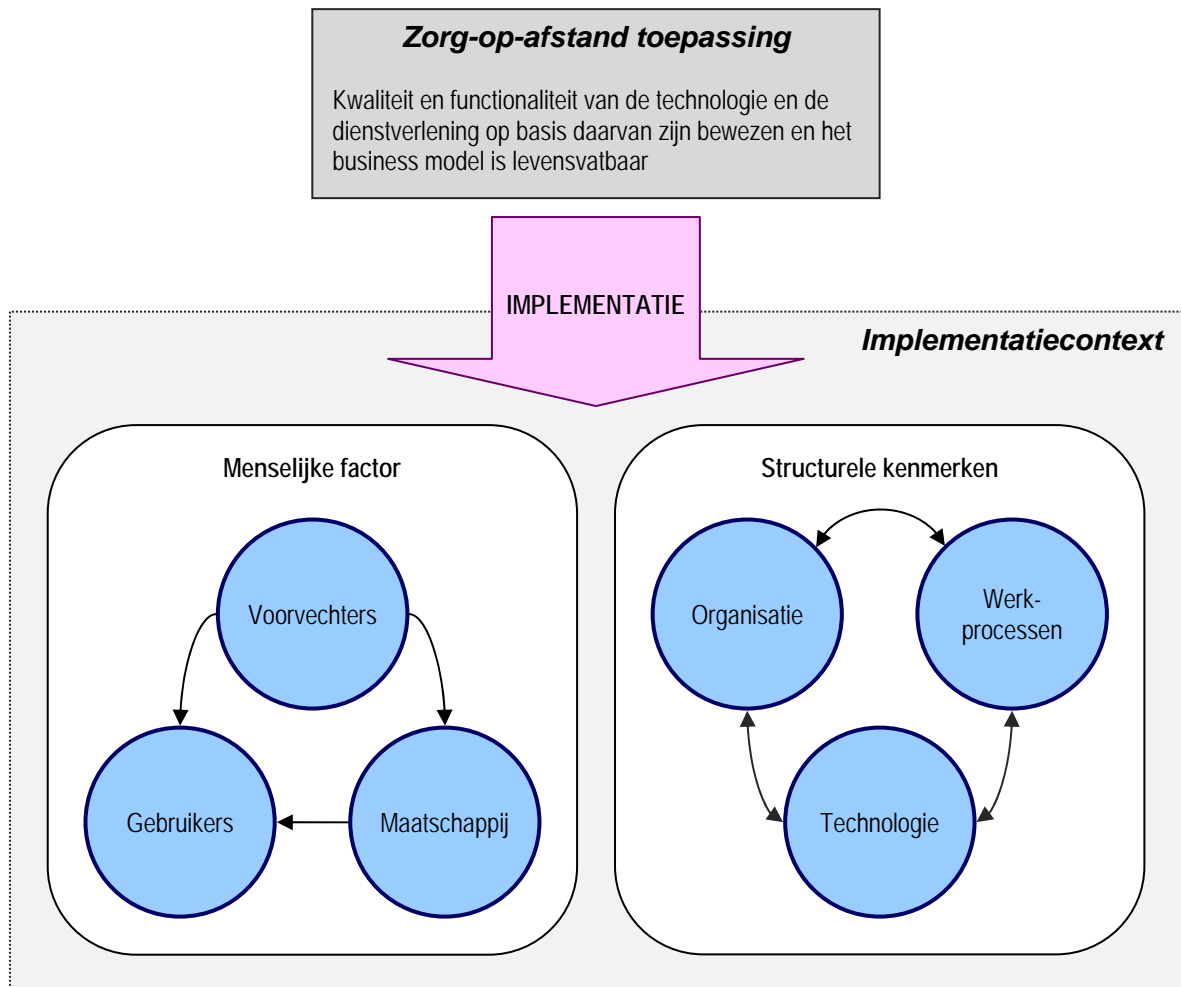 Zorg-op-afstand toepassing
Kwaliteit en functionaliteit van de technologie en de
dienstverlening op basis daarvan zijn bewezen en het
business model is levensvatbaar
IMPLEMENTATIE
Implementatiecontext
Menselijke factor
Voorvechters
Gebruikers
Maatschappij
Structurele kenmerken
Organisatie
Werk-
processen
Technologie